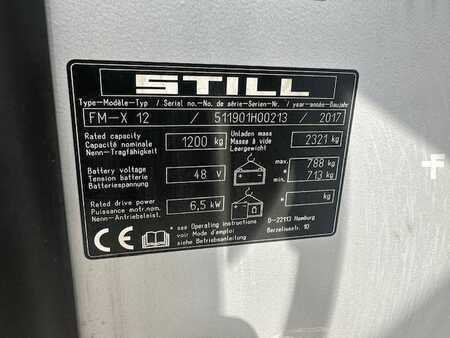 STILL
Type-Modèle-Typ / Serial no.-No. de série-Serien-Nr. / year-année-Baujahr
FM-X 12 / 511901H00213 / 2017
Rated capacity
Capacité nominale
Nenn-Tragfähigkeit
1200 kg
Unladen mass
Masse à vide
Leergewicht
2321 kg
Battery voltage
Tension batterie
Batteriespannung
48 V
max. 788 kg
* min. 713 kg
Rated drive power
Puissance motr.nom.
Nenn-Antriebsleist.
6,5 kW
* kg
CE
* see Operating Instructions
voir Mode d'emploi
siehe Betriebsanleitung
D-22113 Hamburg
Berzeliusstr. 10